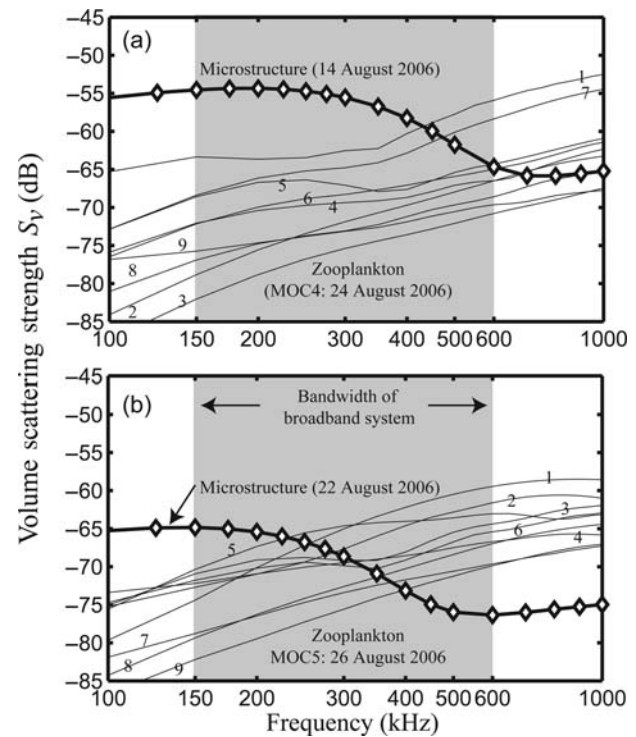 Volume scattering strength Sv (dB)
(a)
−45
−50
−55
−60
−65
−70
−75
−80
−85
Microstructure (14 August 2006)
1
7
5
6
4
9
8
2
3
Zooplankton
(MOC4: 24 August 2006)
100 150 200 300 400 500 600 1000
(b)
−45
−50
−55
−60
−65
−70
−75
−80
−85
Bandwidth of
broadband system
Microstructure (22 August 2006)
1
2
3
5
6
4
7
8
9
Zooplankton
MOC5: 26 August 2006
100 150 200 300 400 500 600 1000
Frequency (kHz)